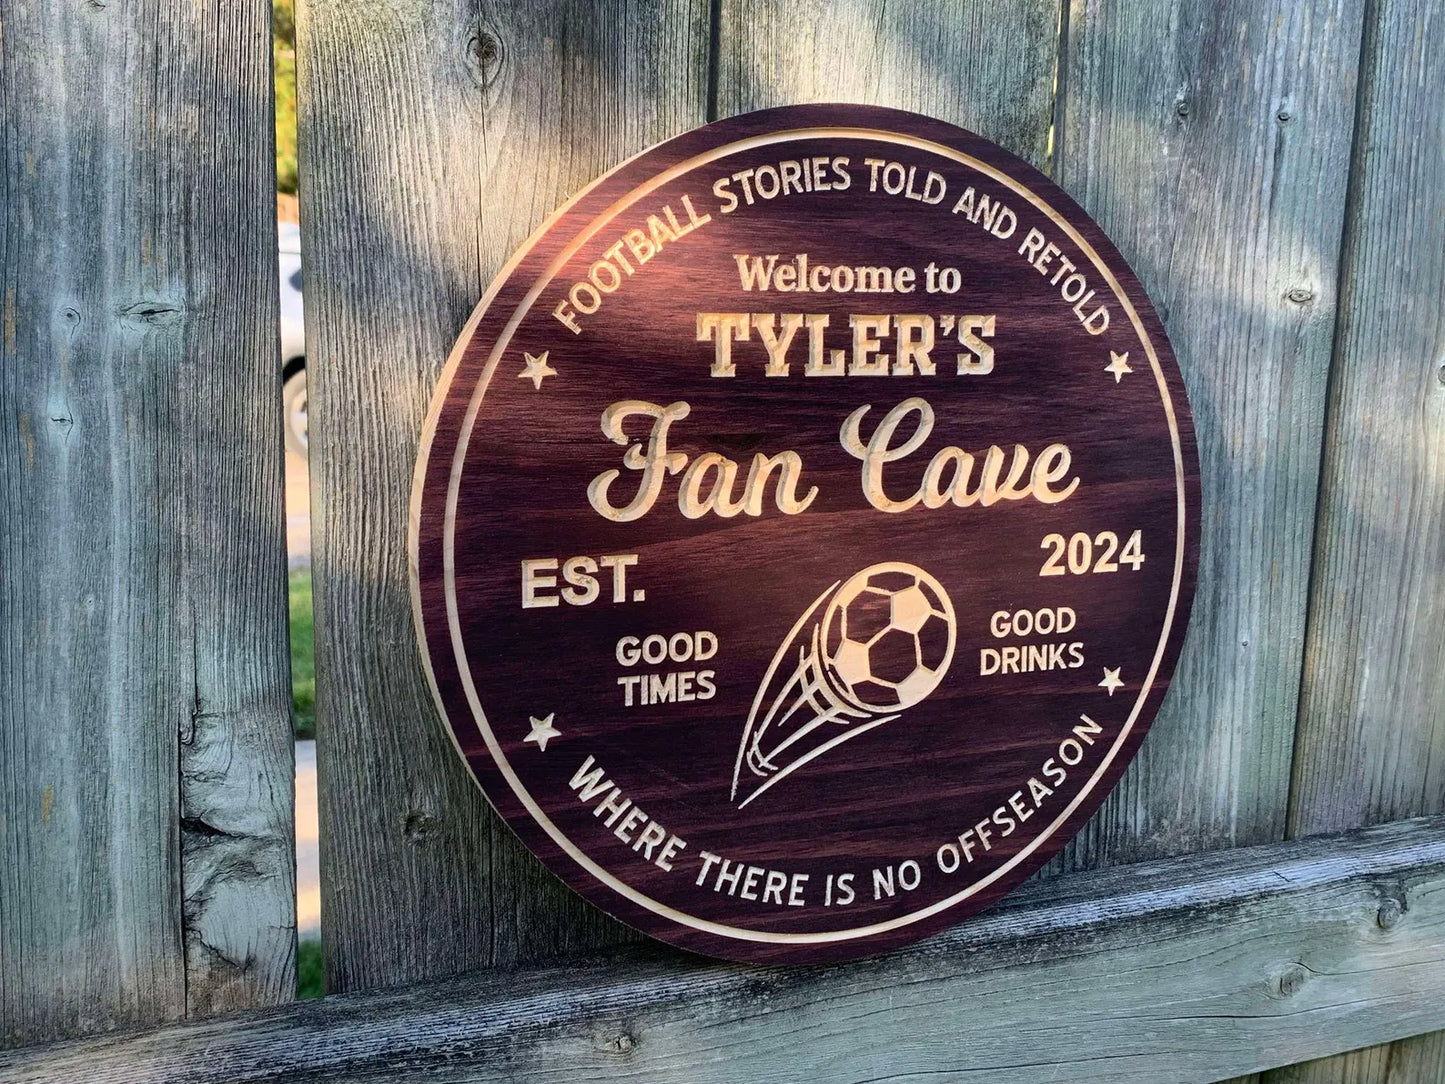 FOOTBALL STORIES TOLD AND RETOLD
Welcome to
TYLER'S
Fan Cave
EST. 2024
GOOD
TIMES
GOOD
DRINKS
WHERE THERE IS NO OFFSEASON